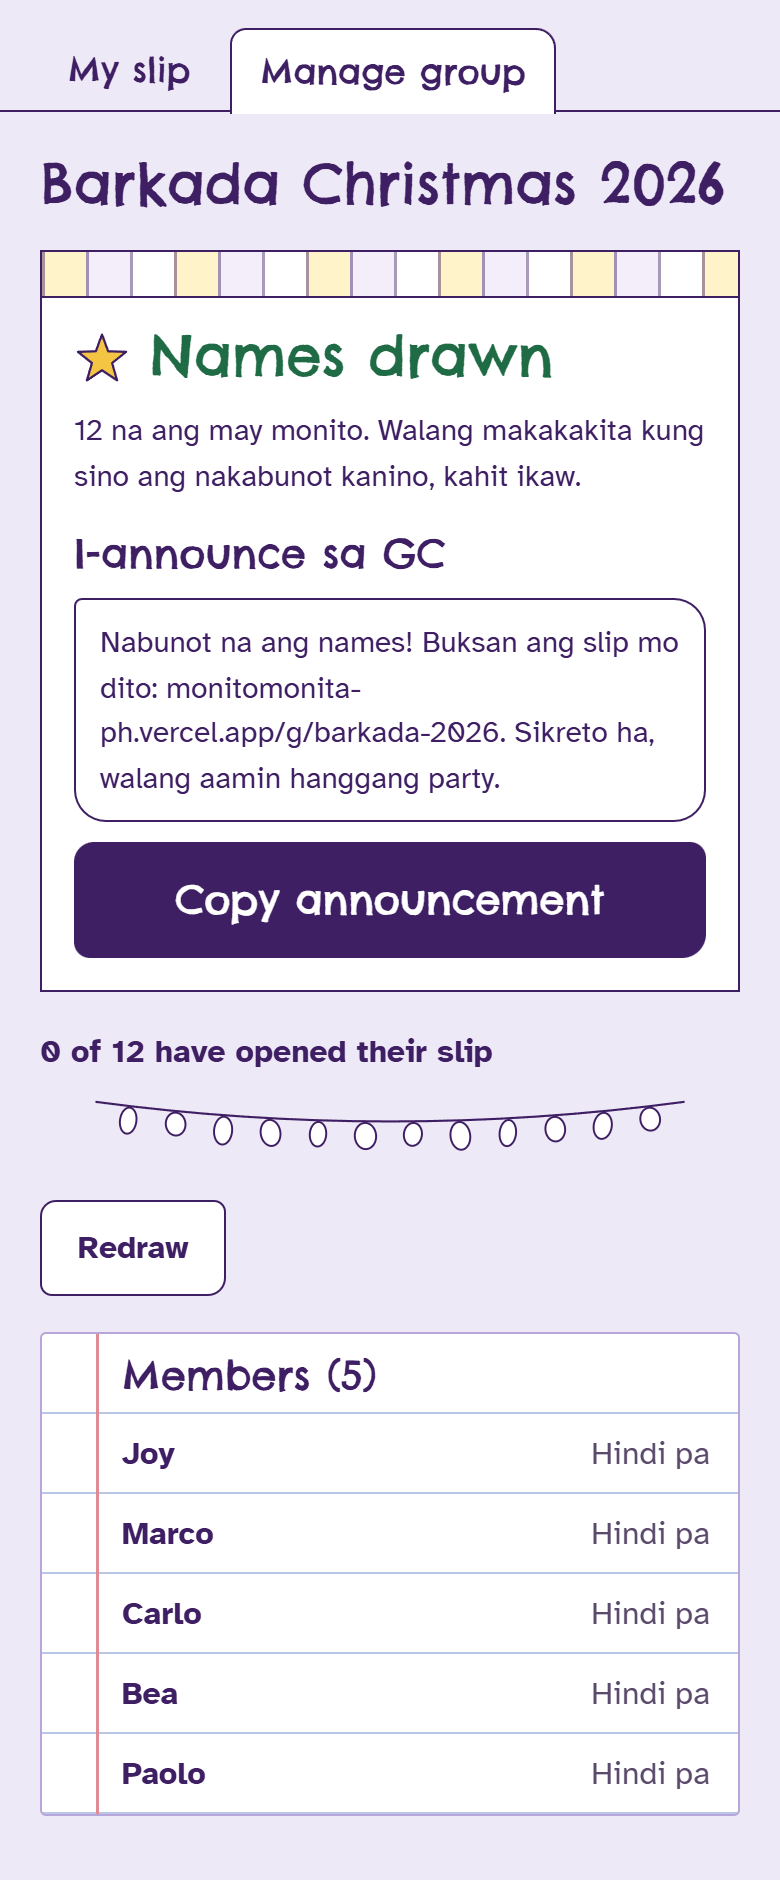 My slip
Manage group
Barkada Christmas 2026
Names drawn
12 na ang may monito. Walang makakakita kung
sino ang nakabunot kanino, kahit ikaw.
I-announce sa GC
Nabunot na ang names! Buksan ang slip mo
dito: monitomonita-
ph.vercel.app/g/barkada-2026. Sikreto ha,
walang aamin hanggang party.
Copy announcement
0 of 12 have opened their slip
Redraw
Members (5)
Joy Hindi pa
Marco Hindi pa
Carlo Hindi pa
Bea Hindi pa
Paolo Hindi pa